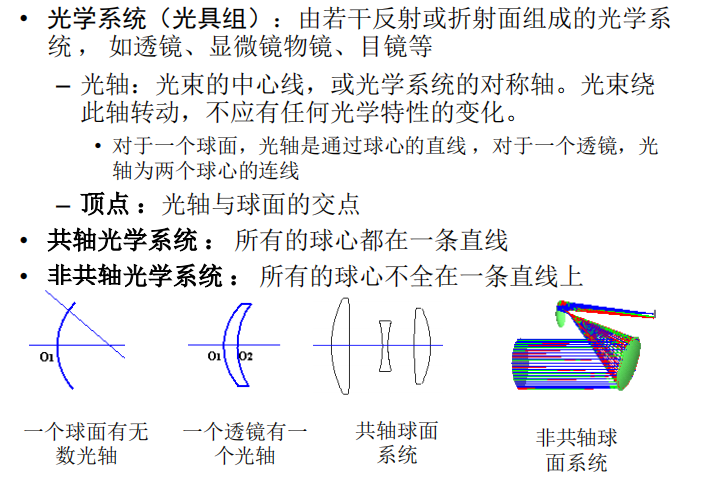 • 光学系统（光具组）：由若干反射或折射面组成的光学系
统， 如透镜、显微镜物镜、目镜等
– 光轴：光束的中心线，或光学系统的对称轴。光束绕
此轴转动，不应有任何光学特性的变化。
• 对于一个球面，光轴是通过球心的直线 ，对于一个透镜，光
轴为两个球心的连线
– 顶点 ：光轴与球面的交点
• 共轴光学系统 ： 所有的球心都在一条直线
• 非共轴光学系统 ： 所有的球心不全在一条直线上
O1
O1 O2
一个球面有无
数光轴
一个透镜有一
个光轴
共轴球面
系统
非共轴球
面系统